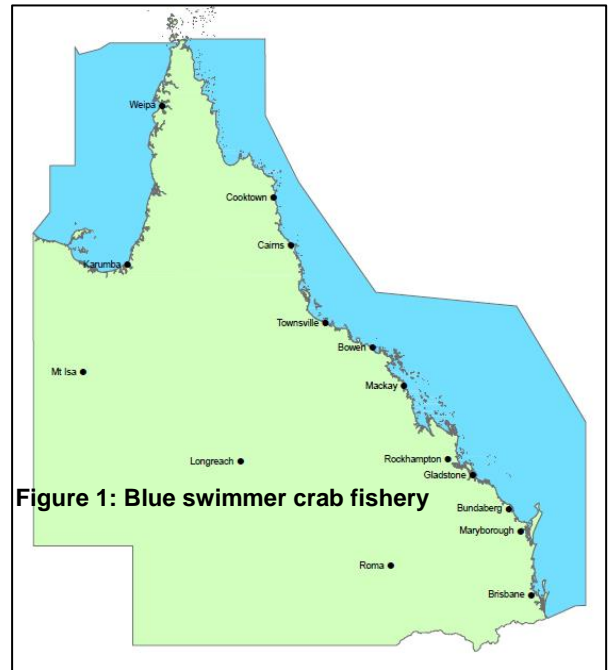 Weipa
Cooktown
Cairns
Karumba
Townsville
Bowen
Mt Isa
Mackay
Longreach
Rockhampton
Gladstone
Figure 1: Blue swimmer crab fishery
Bundaberg
Maryborough
Roma
Brisbane